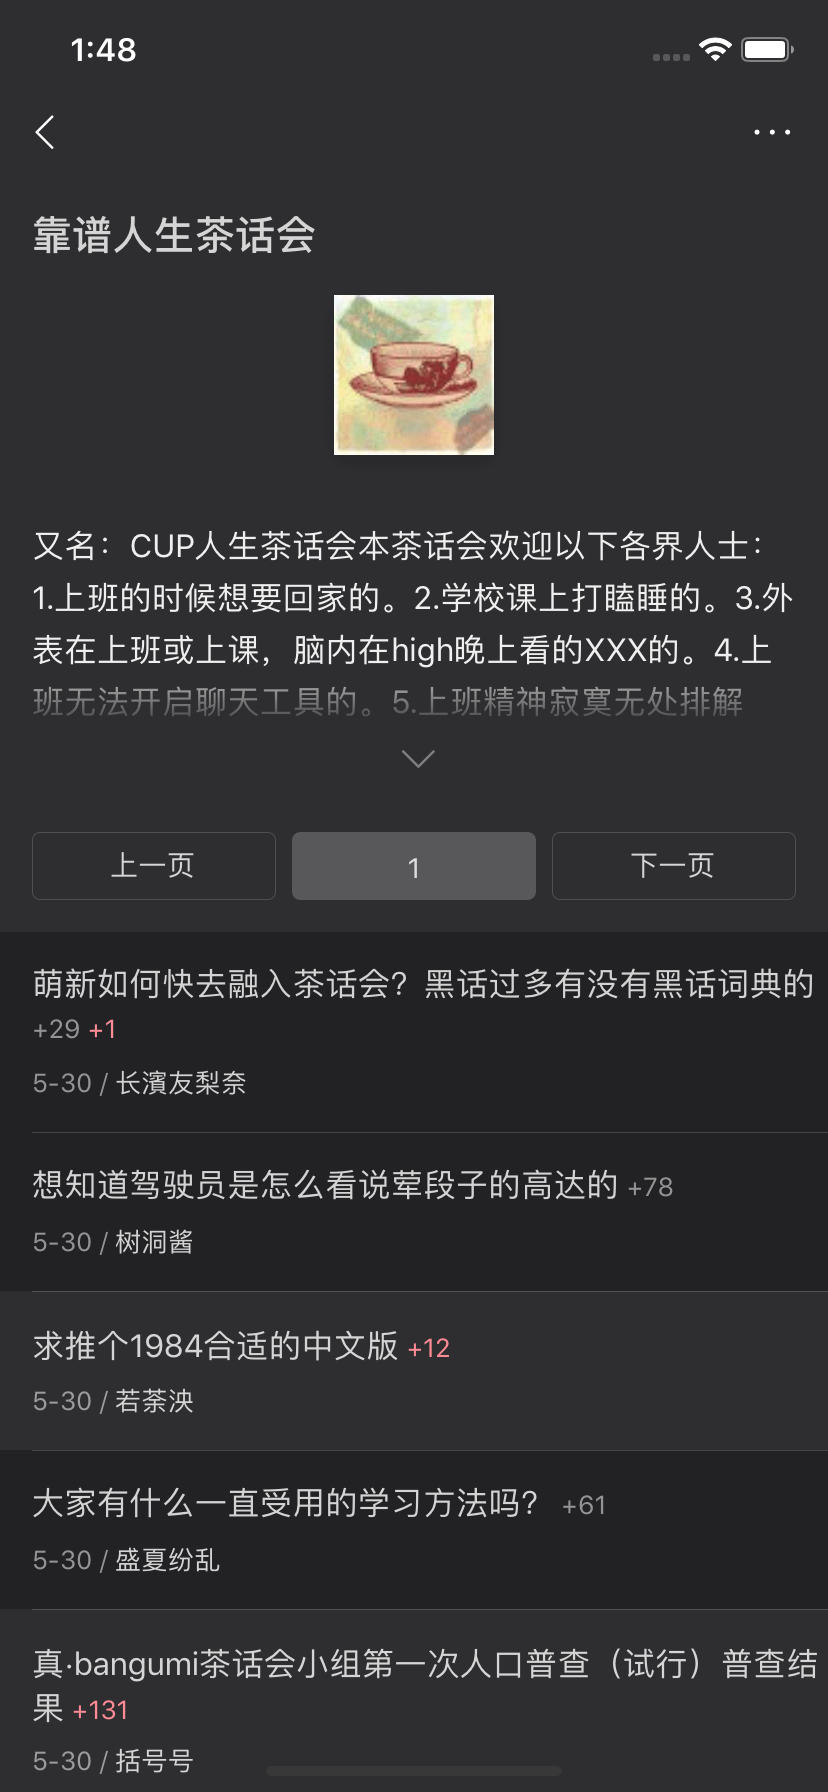 1:48
靠谱人生茶话会
又名：CUP人生茶话会本茶话会欢迎以下各界人士：
1.上班的时候想要回家的。2.学校课上打瞌睡的。3.外
表在上班或上课，脑内在high晚上看的XXX的。4.上
班无法开启聊天工具的。5.上班精神寂寞无处排解
上一页
1
下一页
萌新如何快去融入茶话会？黑话过多有没有黑话词典的
+29 +1
5-30 / 长濱友梨奈
想知道驾驶员是怎么看说荤段子的高达的 +78
5-30 / 树洞酱
求推个1984合适的中文版 +12
5-30 / 若荼泱
大家有什么一直受用的学习方法吗？ +61
5-30 / 盛夏纷乱
真·bangumi茶话会小组第一次人口普查（试行）普查结
果 +131
5-30 / 括号号